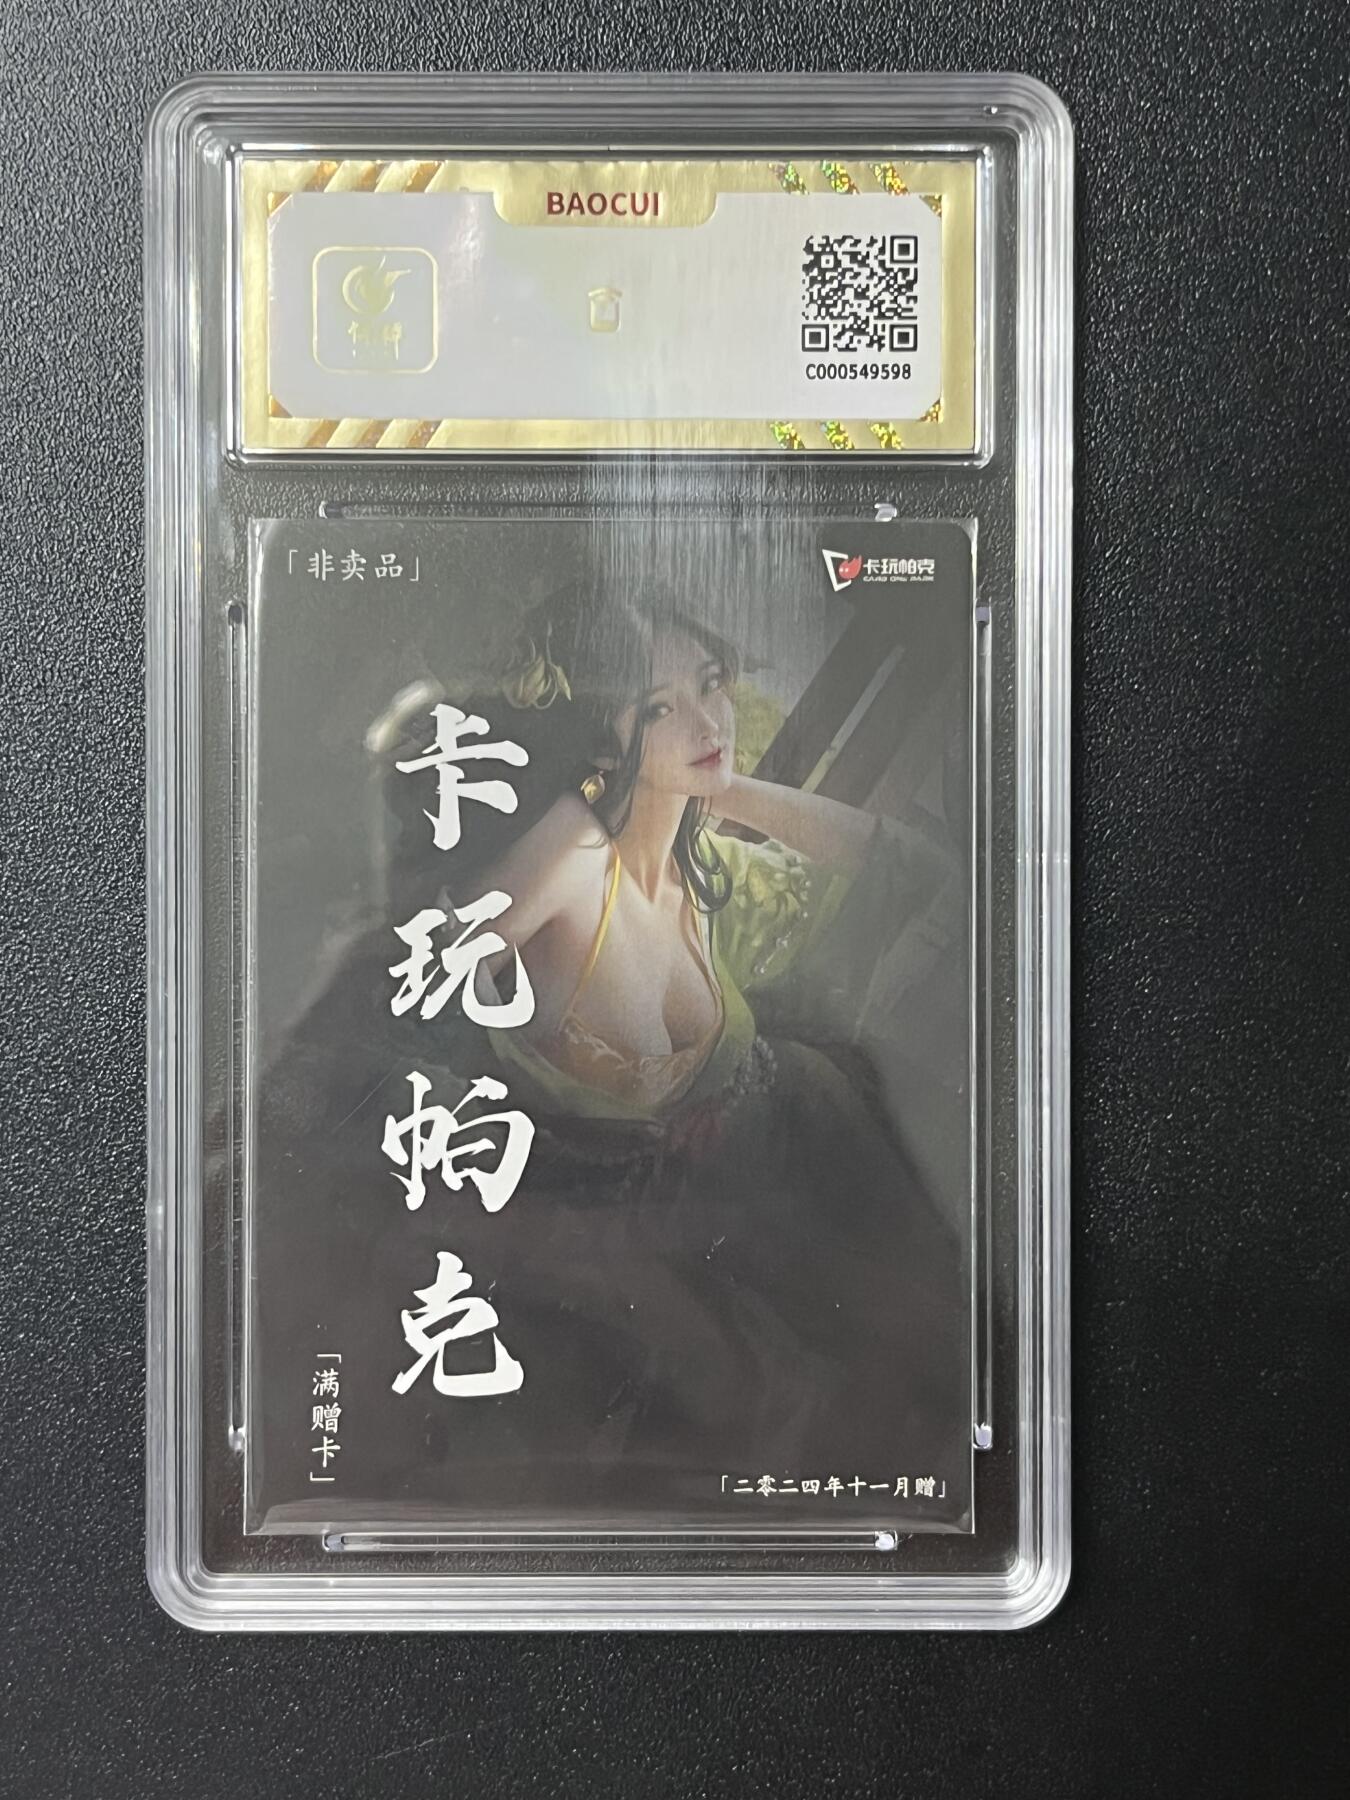 BAOCUI
C000549598
「非卖品」
卡玩帕克
卡玩帕克
「满赠卡」
「二零二四年十一月赠」